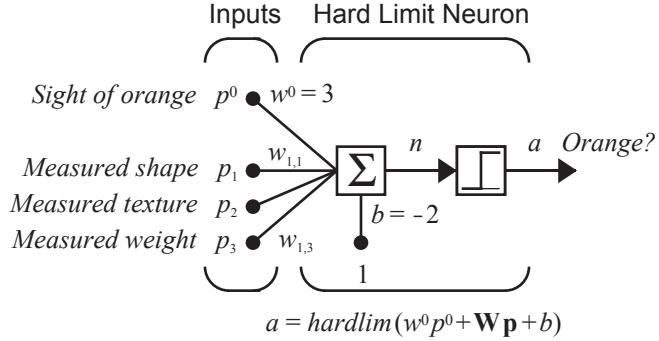 Inputs Hard Limit Neuron
Sight of orange p⁰ w⁰ = 3
Measured shape p₁ w₁,₁ Σ n a Orange?
Measured texture p₂
b = -2
Measured weight p₃ w₁,₃
1
a = hardlim(w⁰p⁰ + Wp + b)